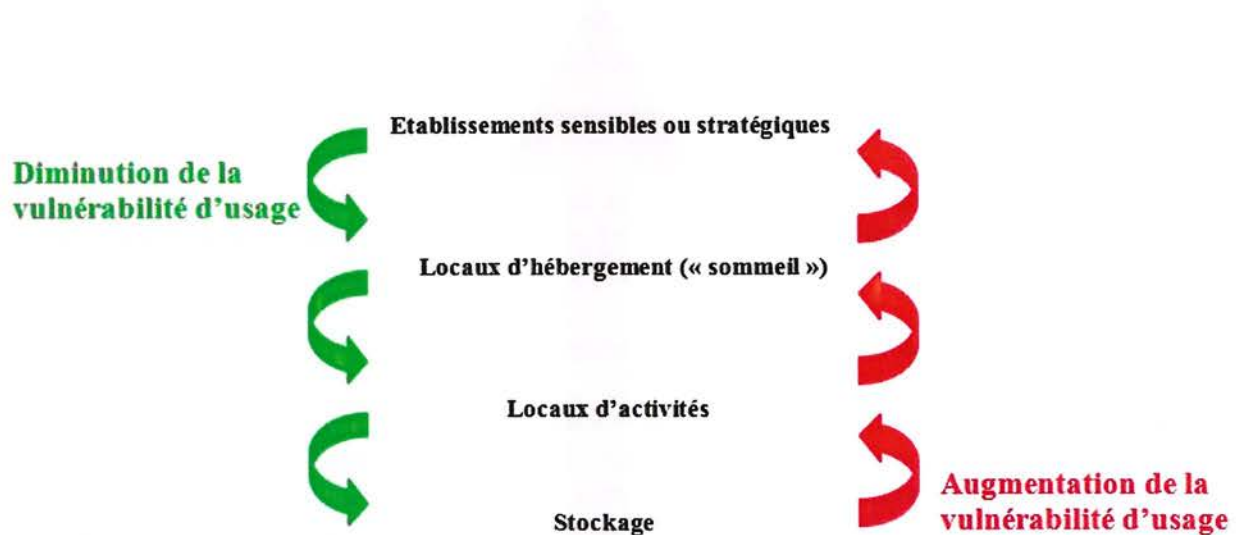 Etablissements sensibles ou stratégiques
Diminution de la
vulnérabilité d’usage
Locaux d’hébergement (« sommeil »)
Locaux d’activités
Augmentation de la
vulnérabilité d’usage
Stockage